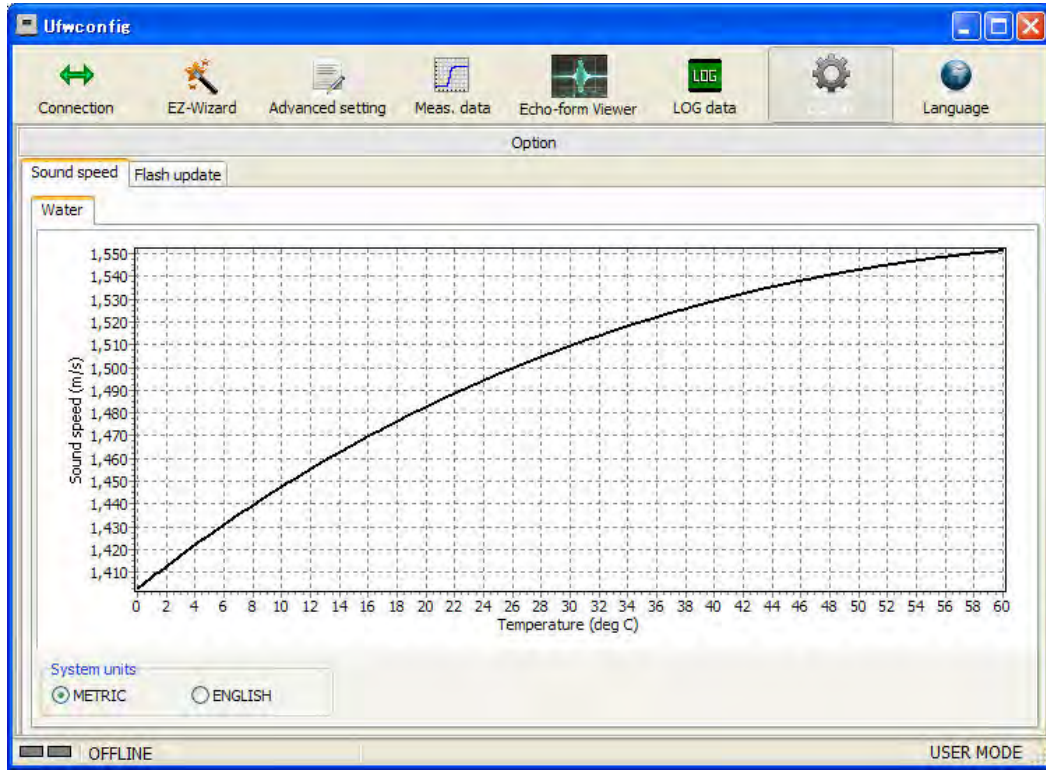 Ufwconfig
Connection EZ-Wizard Advanced setting Meas. data Echo-form Viewer LOG LOG data Language
Option
Sound speed Flash update
Water
1,550
1,540
1,530
1,520
1,510
1,500
1,490
1,480
1,470
1,460
1,450
1,440
1,430
1,420
1,410
Sound speed (m/s)
0 2 4 6 8 10 12 14 16 18 20 22 24 26 28 30 32 34 36 38 40 42 44 46 48 50 52 54 56 58 60
Temperature (deg C)
System units
METRIC ENGLISH
OFFLINE USER MODE